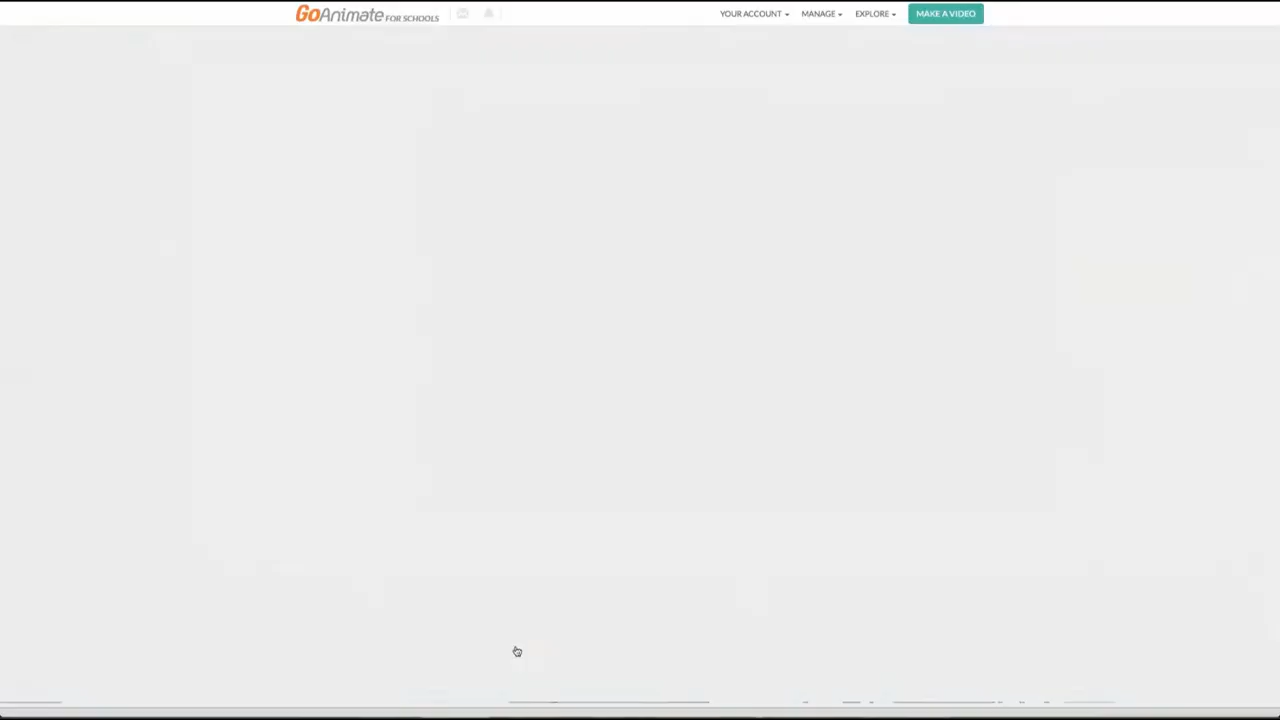 GoAnimate FOR SCHOOLS
YOUR ACCOUNT
MANAGE
EXPLORE
MAKE A VIDEO